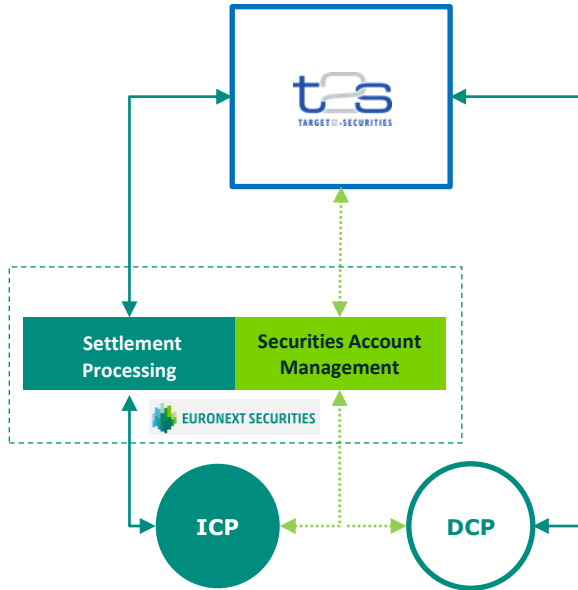 t2s
TARGET2-SECURITIES
Settlement
Processing
Securities Account
Management
EURONEXT SECURITIES
ICP
DCP